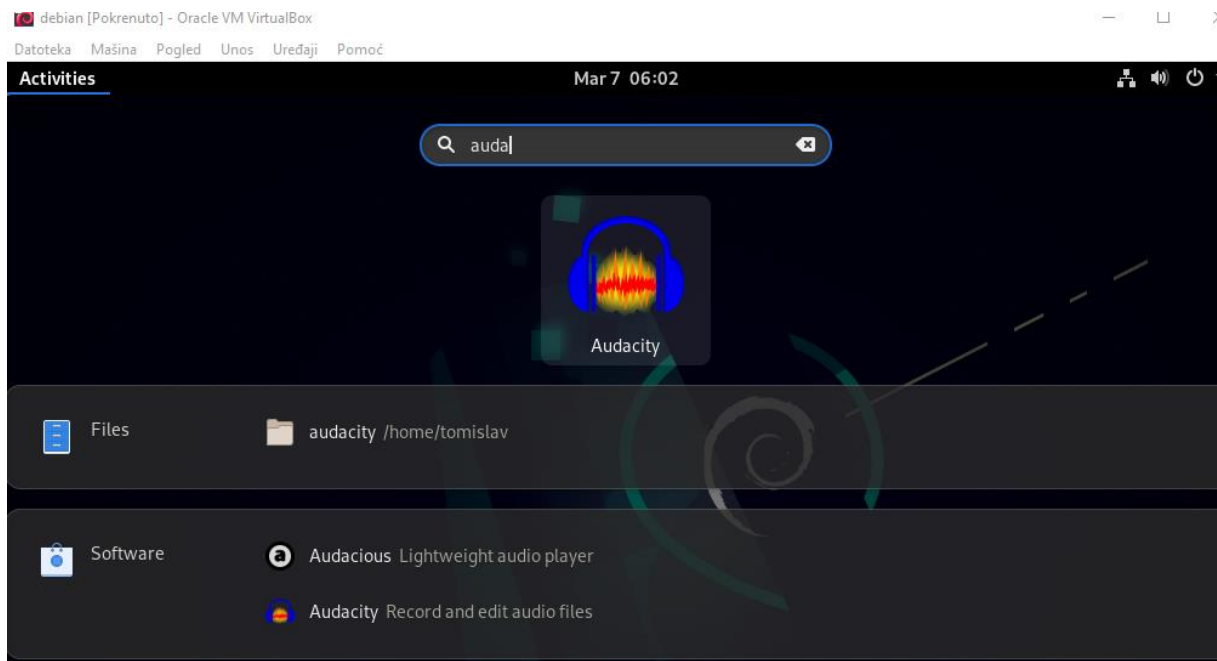 debian [Pokrenuto] - Oracle VM VirtualBox
Datoteka Mašina Pogled Unos Uređaji Pomoć
Activities Mar 7 06:02
auda
Audacity
Files audacity /home/tomislav
Software Audacious Lightweight audio player
Audacity Record and edit audio files